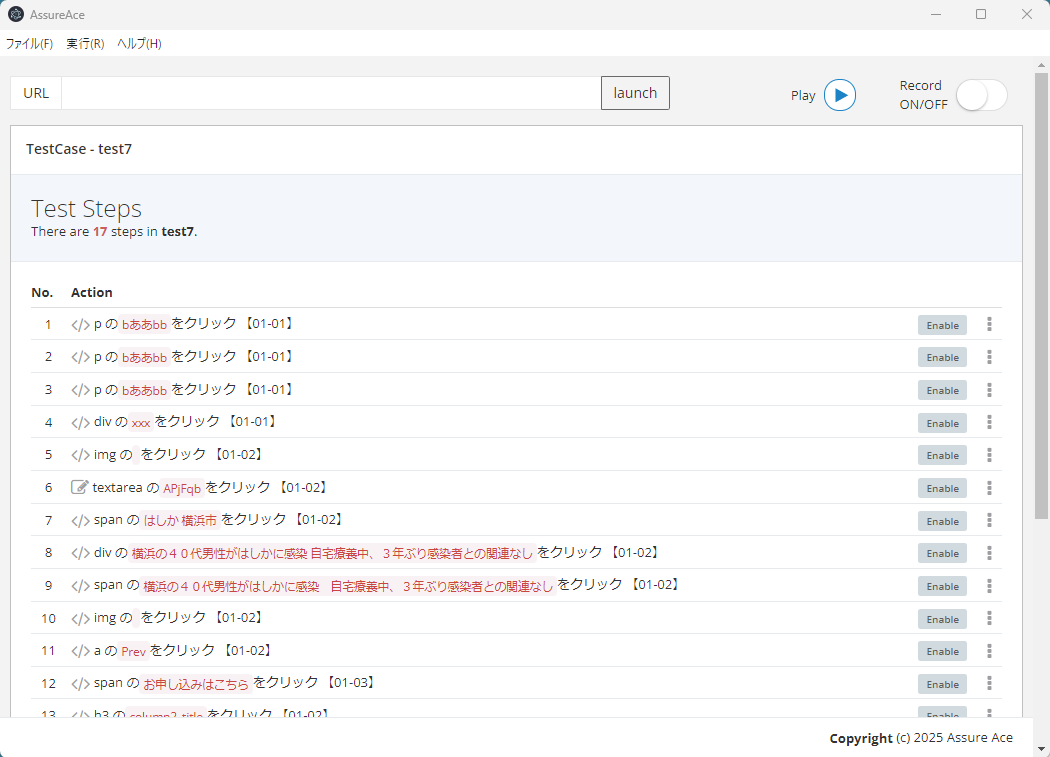 AssureAce
ファイル(F) 実行(R) ヘルプ(H)
URL launch Play Record ON/OFF
TestCase - test7
Test Steps
There are 17 steps in test7.
No. Action
1 </> p の bああbb をクリック 【01-01】 Enable
2 </> p の bああbb をクリック 【01-01】 Enable
3 </> p の bああbb をクリック 【01-01】 Enable
4 </> div の xxx をクリック 【01-01】 Enable
5 </> img の をクリック 【01-02】 Enable
6 textarea の APjFqb をクリック 【01-02】 Enable
7 </> span の はしか 横浜市 をクリック 【01-02】 Enable
8 </> div の 横浜の４０代男性がはしかに感染 自宅療養中、３年ぶり感染者との関連なし をクリック 【01-02】 Enable
9 </> span の 横浜の４０代男性がはしかに感染　自宅療養中、３年ぶり感染者との関連なし をクリック 【01-02】 Enable
10 </> img の をクリック 【01-02】 Enable
11 </> a の Prev をクリック 【01-02】 Enable
12 </> span の お申し込みはこちら をクリック 【01-03】 Enable
13 </> h3 の column2-title をクリック 【01-02】 Enable
Copyright (c) 2025 Assure Ace